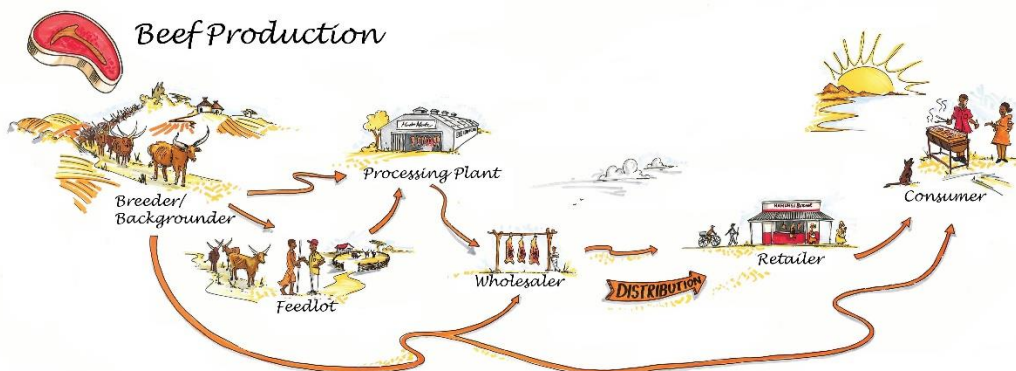 Beef Production
Processing Plant
Breeder/
Backgrounder
Feedlot
Wholesaler
DISTRIBUTION
Retailer
Consumer